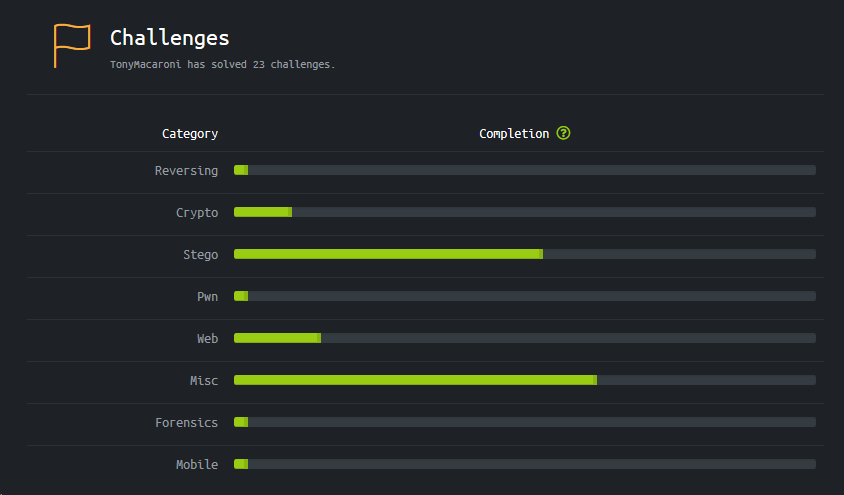 Challenges
TonyMacaroni has solved 23 challenges.
Category Completion ?
Reversing
Crypto
Stego
Pwn
Web
Misc
Forensics
Mobile